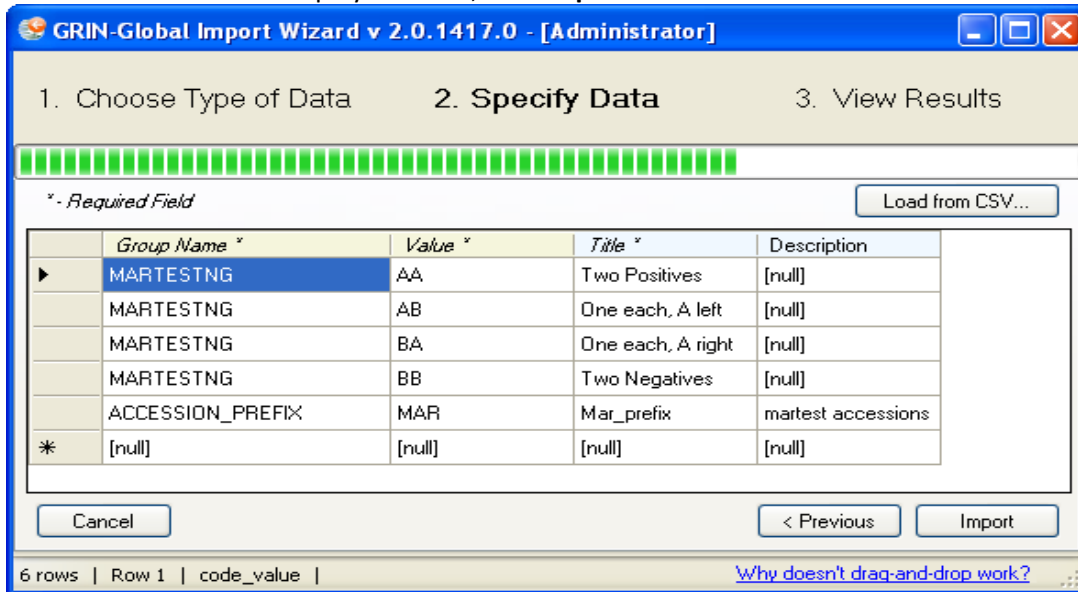 GRIN-Global Import Wizard v 2.0.1417.0 - [Administrator]
1. Choose Type of Data 2. Specify Data 3. View Results
* - Required Field Load from CSV...
Group Name * Value * Title * Description
MARTESTNG AA Two Positives [null]
MARTESTNG AB One each, A left [null]
MARTESTNG BA One each, A right [null]
MARTESTNG BB Two Negatives [null]
ACCESSION_PREFIX MAR Mar_prefix martest accessions
[null] [null] [null] [null]
Cancel < Previous Import
6 rows | Row 1 | code_value | Why doesn't drag-and-drop work?